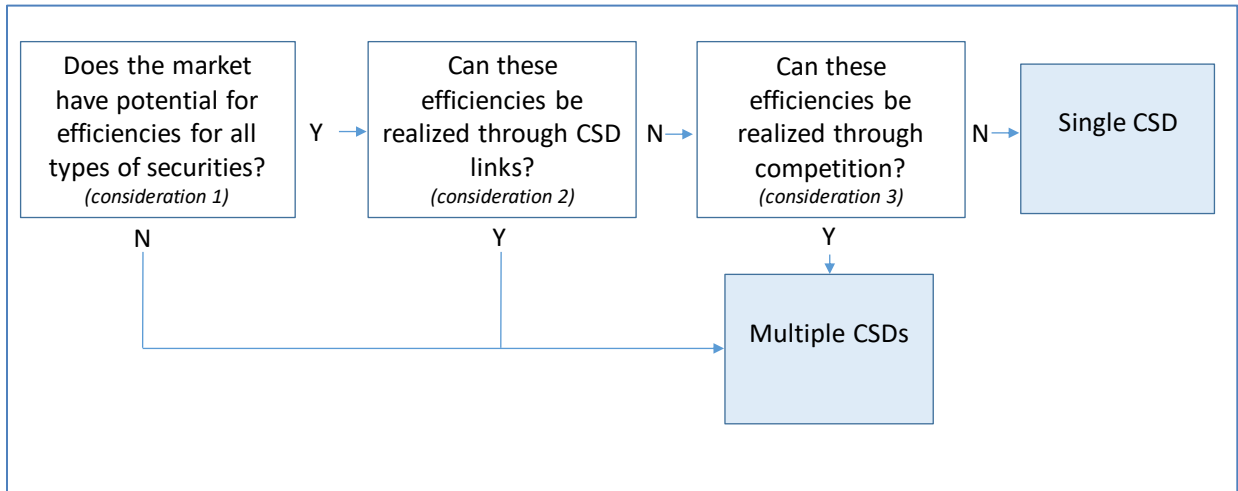 Does the market
have potential for
efficiencies for all
types of securities?
(consideration 1)
Y
Can these
efficiencies be
realized through CSD
links?
(consideration 2)
N
Can these
efficiencies be
realized through
competition?
(consideration 3)
N
Single CSD
N
Y
Y
Multiple CSDs